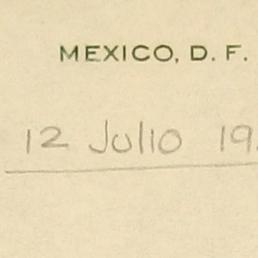 MEXICO, D. F.
12 Julio 19